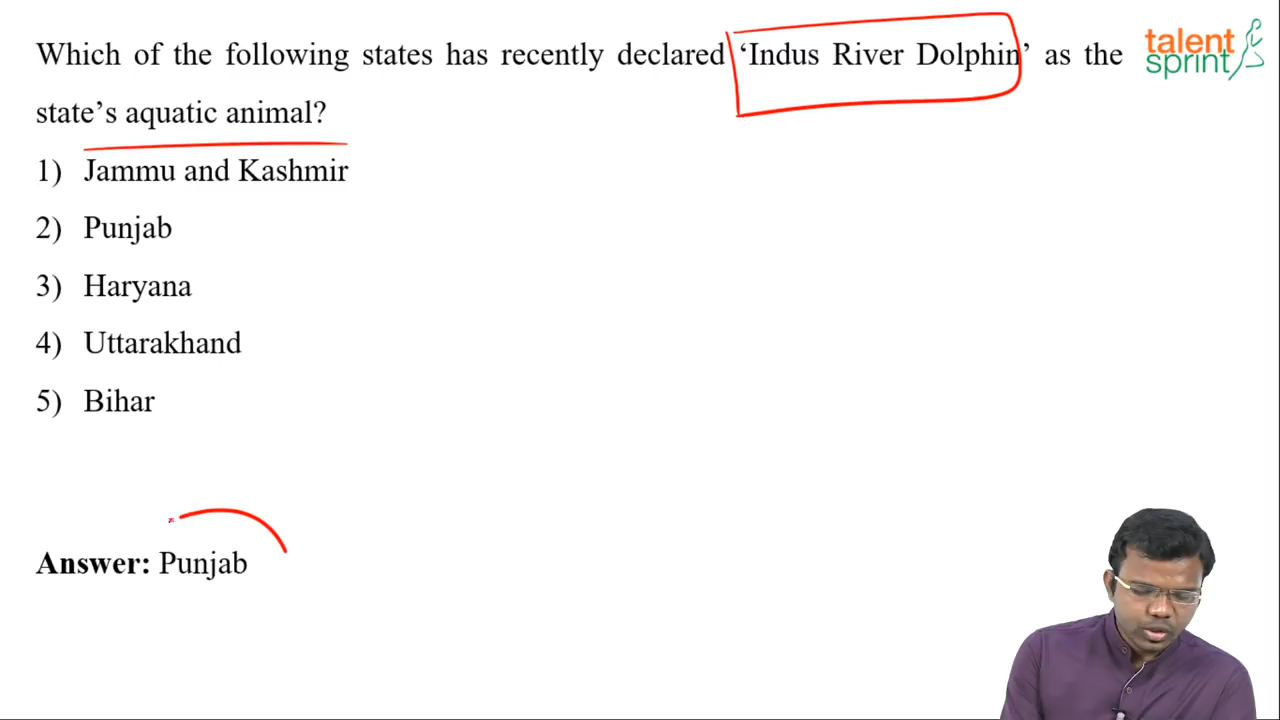 Which of the following states has recently declared ‘Indus River Dolphin’ as the
state’s aquatic animal?
1) Jammu and Kashmir
2) Punjab
3) Haryana
4) Uttarakhand
5) Bihar
Answer: Punjab
talent
sprint